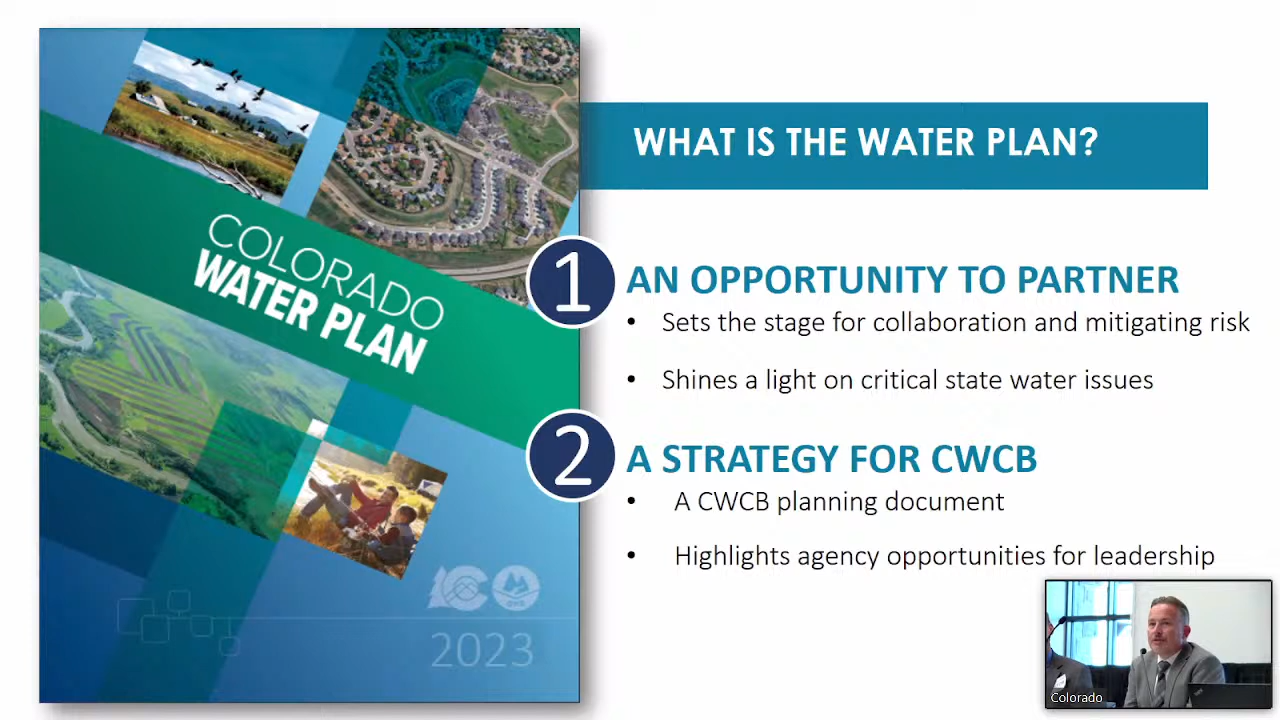 WHAT IS THE WATER PLAN?
COLORADO
WATER PLAN
1
AN OPPORTUNITY TO PARTNER
• Sets the stage for collaboration and mitigating risk
• Shines a light on critical state water issues
2
A STRATEGY FOR CWCB
• A CWCB planning document
• Highlights agency opportunities for leadership
2023
Colorado